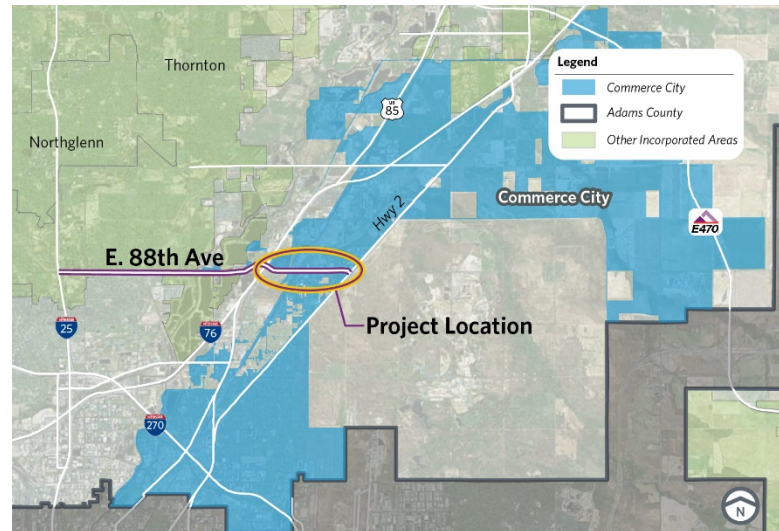 Thornton
Northglenn
US
85
Legend
Commerce City
Adams County
Other Incorporated Areas
Commerce City
Hwy 2
E470
E. 88th Ave
Project Location
25
76
270
N